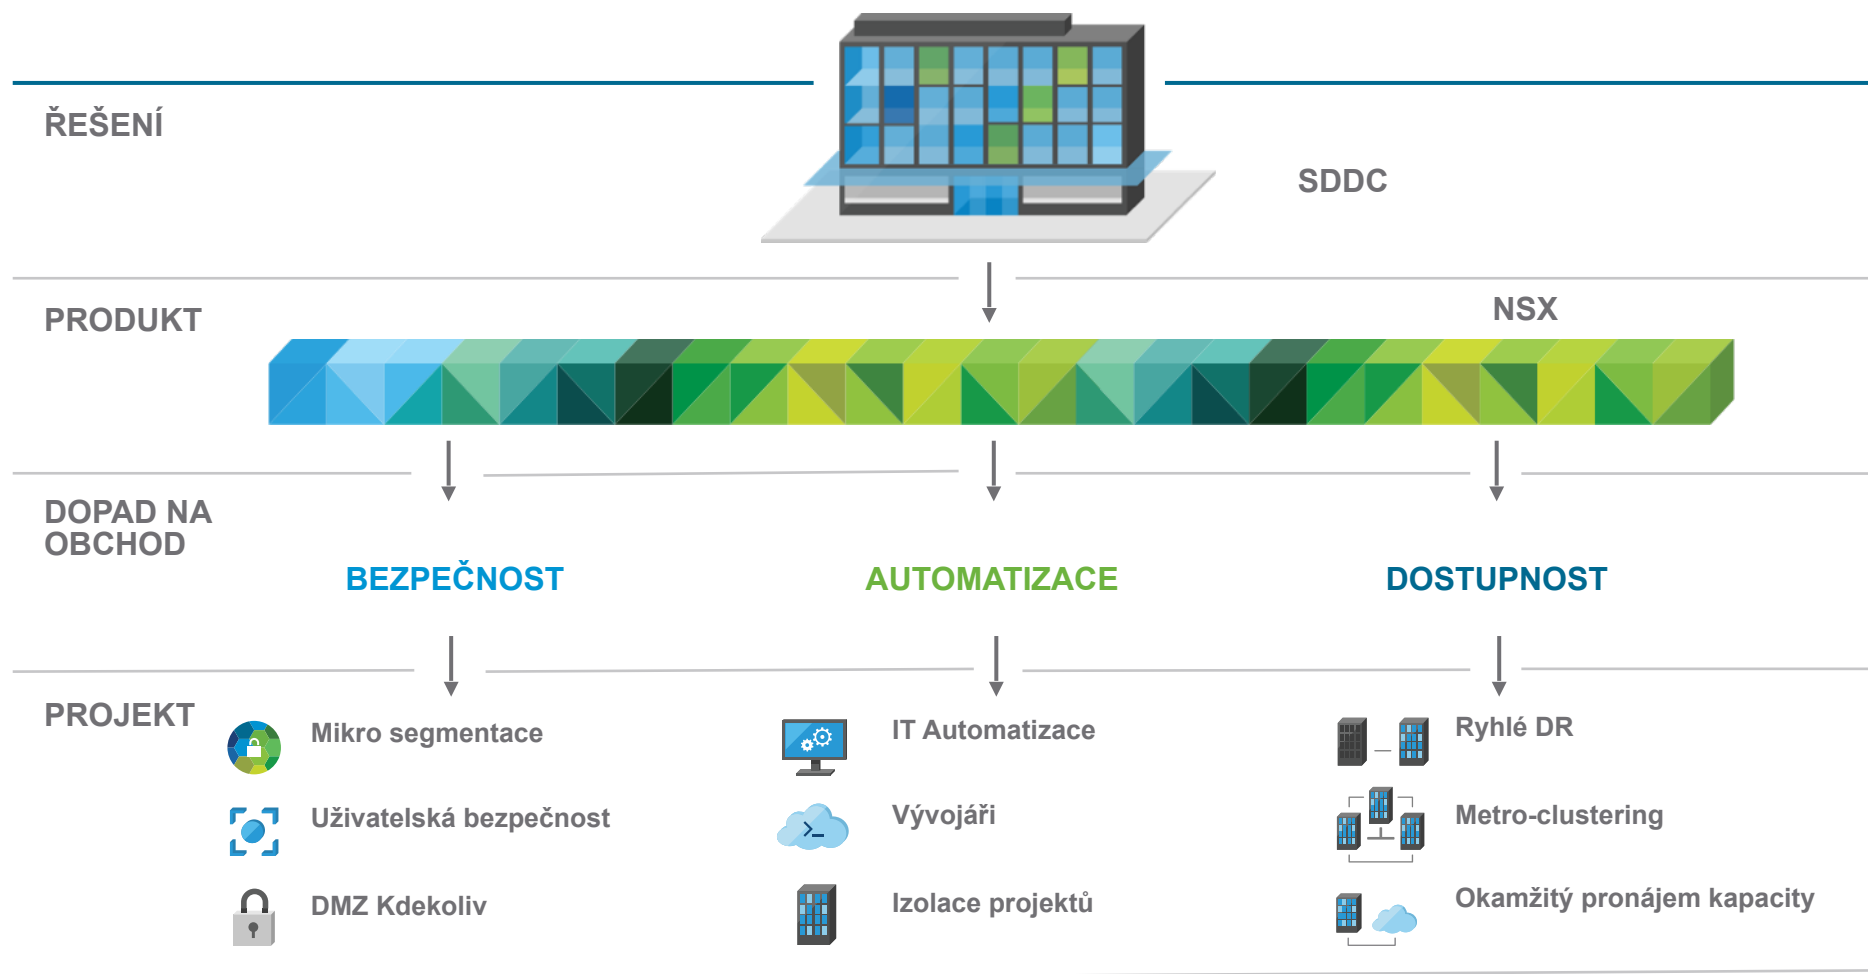 ŘEŠENÍ
SDDC
PRODUKT
NSX
DOPAD NA
OBCHOD
BEZPEČNOST
AUTOMATIZACE
DOSTUPNOST
PROJEKT
Mikro segmentace
IT Automatizace
Ryhlé DR
Uživatelská bezpečnost
Vývojáři
Metro-clustering
DMZ Kdekoliv
Izolace projektů
Okamžitý pronájem kapacity